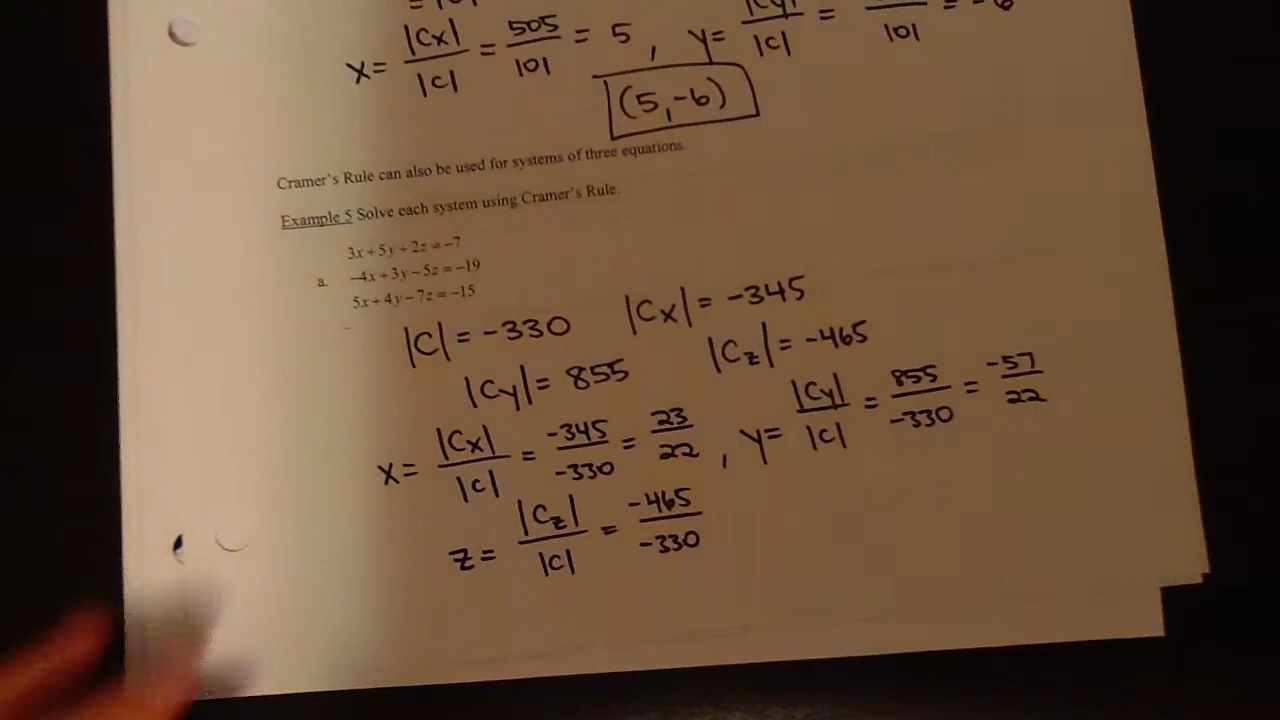 x= |Cx| / |C| = 505 / 101 = 5 , y= |Cy| / |C| = / 101 = -6
(5,-6)
Cramer's Rule can also be used for systems of three equations.
Example 5 Solve each system using Cramer's Rule.
3x+5y+2z=-7
a. -4x+3y-5z=-19
5x+4y-7z=-15
|C|= -330 |Cx|= -345
|Cy|= 855 |Cz|= -465
x= |Cx| / |C| = -345 / -330 = 23 / 22 , y= |Cy| / |C| = 855 / -330 = -57 / 22
z= |Cz| / |C| = -465 / -330